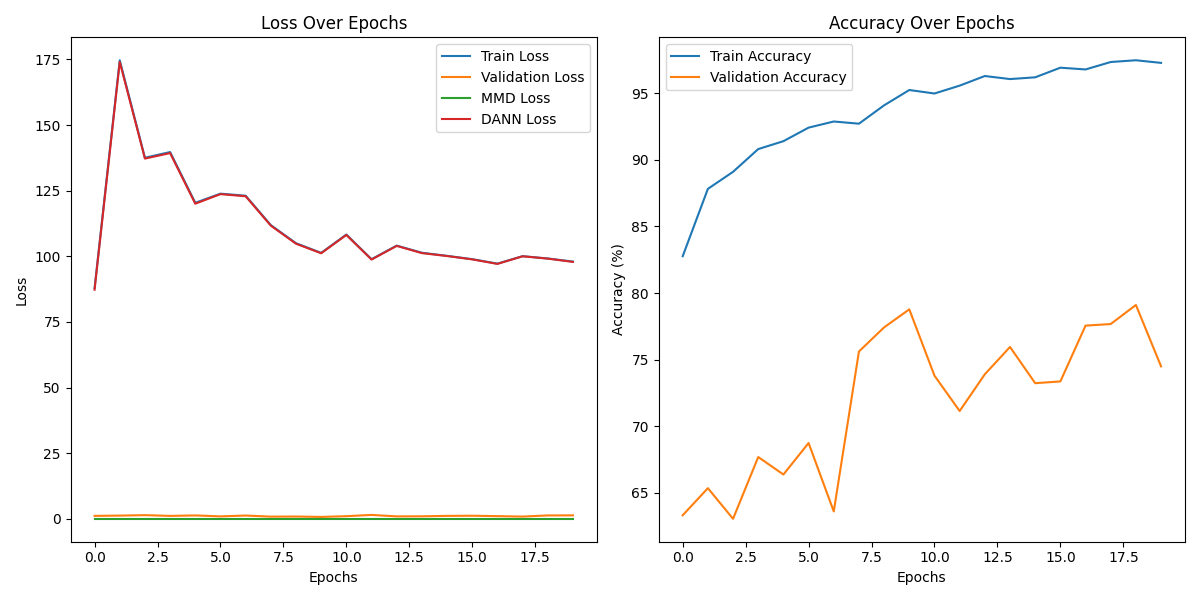 Loss Over Epochs
Train Loss
Validation Loss
MMD Loss
DANN Loss
175
150
125
100
75
50
25
0
Loss
0.0 2.5 5.0 7.5 10.0 12.5 15.0 17.5
Epochs
Accuracy Over Epochs
Train Accuracy
Validation Accuracy
95
90
85
80
75
70
65
Accuracy (%)
0.0 2.5 5.0 7.5 10.0 12.5 15.0 17.5
Epochs